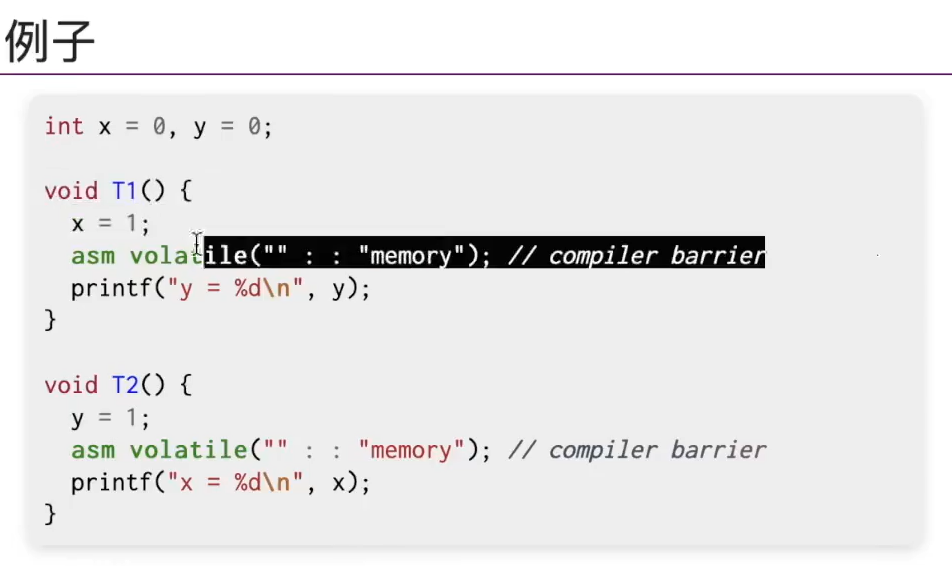 例子
int x = 0, y = 0;
void T1() {
x = 1;
asm volatile("" : : "memory"); // compiler barrier
printf("y = %d\n", y);
}
void T2() {
y = 1;
asm volatile("" : : "memory"); // compiler barrier
printf("x = %d\n", x);
}